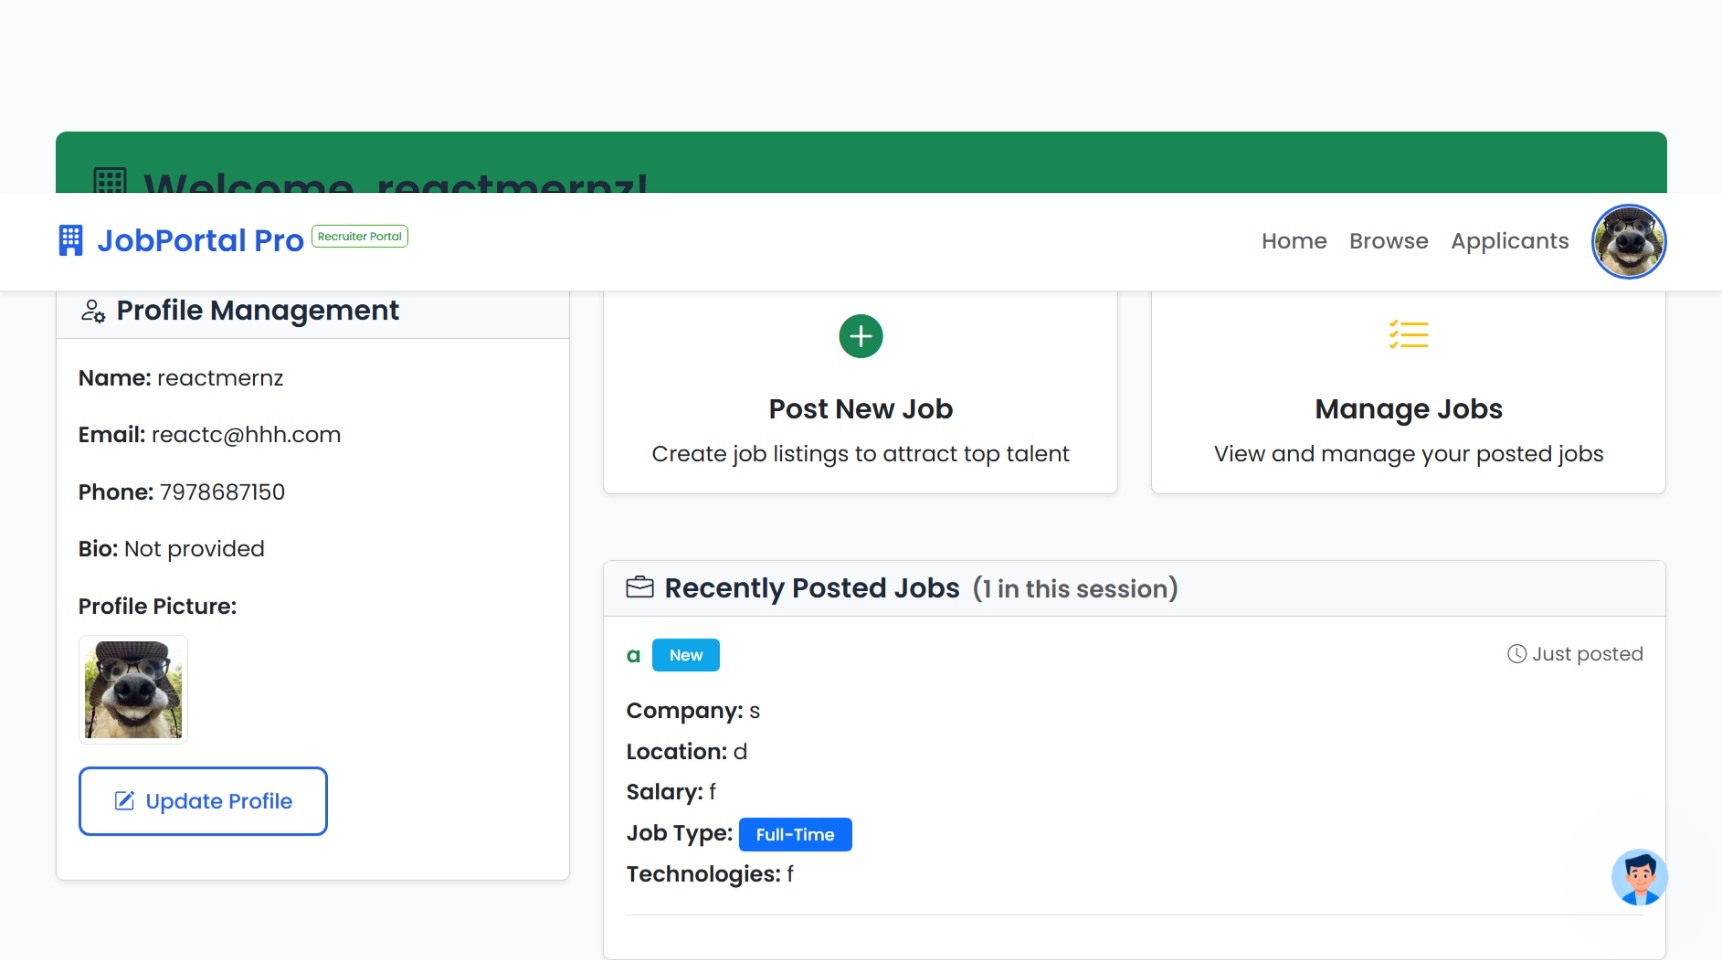 Welcome, reactmernz!
JobPortal Pro Recruiter Portal
Home Browse Applicants
Profile Management
Name: reactmernz
Email: reactc@hhh.com
Phone: 7978687150
Bio: Not provided
Profile Picture:
Update Profile
Post New Job
Create job listings to attract top talent
Manage Jobs
View and manage your posted jobs
Recently Posted Jobs (1 in this session)
a New
Just posted
Company: s
Location: d
Salary: f
Job Type: Full-Time
Technologies: f